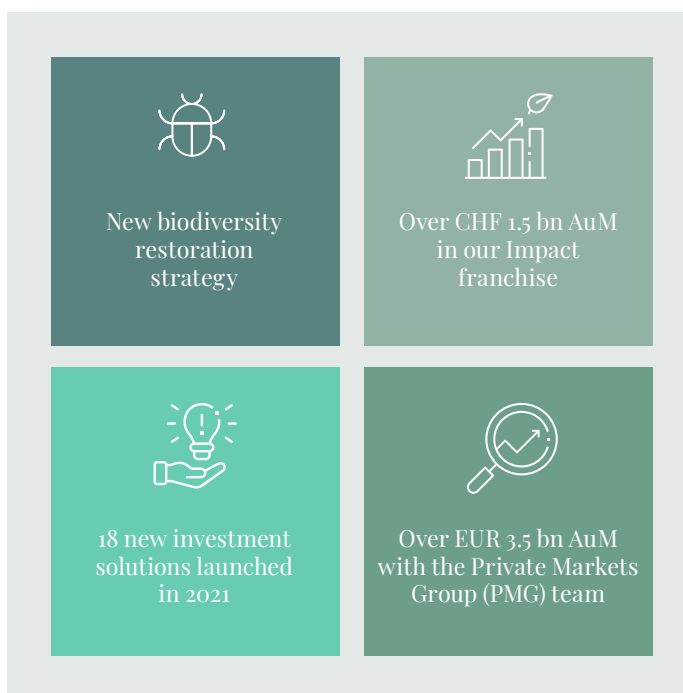 New biodiversity
restoration
strategy
Over CHF 1.5 bn AuM
in our Impact
franchise
18 new investment
solutions launched
in 2021
Over EUR 3.5 bn AuM
with the Private Markets
Group (PMG) team